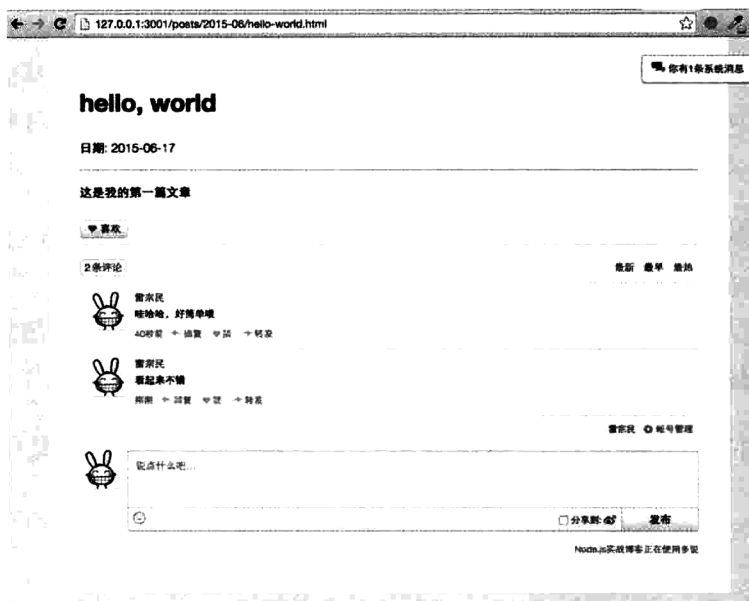 127.0.0.1:3001/posts/2015-06/hello-world.html
你有1条系统消息
hello, world
日期: 2015-06-17
这是我的第一篇文章
喜欢
2条评论
最新 最早 最热
雷宗民
哇哈哈，好简单哦
40秒前 回复 顶 转发
雷宗民
看起来不错
刚刚 回复 顶 转发
雷宗民 帐号管理
说点什么吧...
分享到: 发布
Node.js实战博客正在使用多说